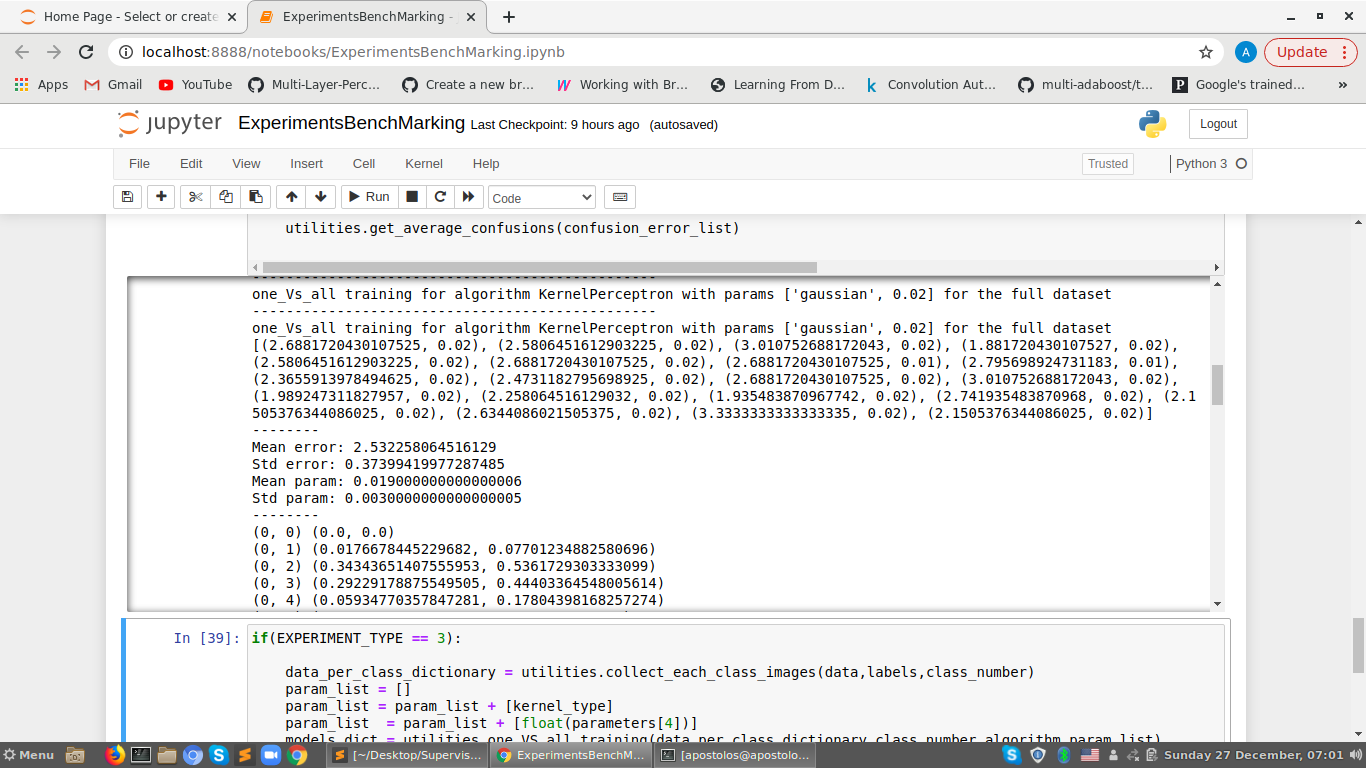 Home Page - Select or create
ExperimentsBenchMarking -
localhost:8888/notebooks/ExperimentsBenchMarking.ipynb
A
Update
Apps
Gmail
YouTube
Multi-Layer-Perc…
Create a new br…
Working with Br…
Learning From D…
Convolution Aut…
multi-adaboost/t…
Google's trained…
»
jupyter
ExperimentsBenchMarking Last Checkpoint: 9 hours ago (autosaved)
Logout
File Edit View Insert Cell Kernel Help
Trusted
Python 3
Run
Code
utilities.get_average_confusions(confusion_error_list)
-----------------------------------------------
one_Vs_all training for algorithm KernelPerceptron with params ['gaussian', 0.02] for the full dataset
-----------------------------------------------
one_Vs_all training for algorithm KernelPerceptron with params ['gaussian', 0.02] for the full dataset
[(2.6881720430107525, 0.02), (2.5806451612903225, 0.02), (3.010752688172043, 0.02), (1.881720430107527, 0.02),
(2.5806451612903225, 0.02), (2.6881720430107525, 0.02), (2.6881720430107525, 0.01), (2.795698924731183, 0.01),
(2.3655913978494625, 0.02), (2.4731182795698925, 0.02), (2.6881720430107525, 0.02), (3.010752688172043, 0.02),
(1.989247311827957, 0.02), (2.258064516129032, 0.02), (1.935483870967742, 0.02), (2.741935483870968, 0.02), (2.1
505376344086025, 0.02), (2.6344086021505375, 0.02), (3.3333333333333335, 0.02), (2.1505376344086025, 0.02)]
--------
Mean error: 2.532258064516129
Std error: 0.37399419977287485
Mean param: 0.019000000000000006
Std param: 0.0030000000000000005
--------
(0, 0) (0.0, 0.0)
(0, 1) (0.0176678445229682, 0.07701234882580696)
(0, 2) (0.34343651407555953, 0.5361729303333099)
(0, 3) (0.29229178875549505, 0.44403364548005614)
(0, 4) (0.05934770357847281, 0.17804398168257274)
In [39]:
if(EXPERIMENT_TYPE == 3):
data_per_class_dictionary = utilities.collect_each_class_images(data,labels,class_number)
param_list = []
param_list = param_list + [kernel_type]
param_list  = param_list + [float(parameters[4])]
models_dict = utilities.one_VS_all_training(data_per_class_dictionary,class_number,algorithm,param_list)
Menu
[~/Desktop/Supervis…
ExperimentsBenchM…
[apostolos@apostolo…
Sunday 27 December, 07:01